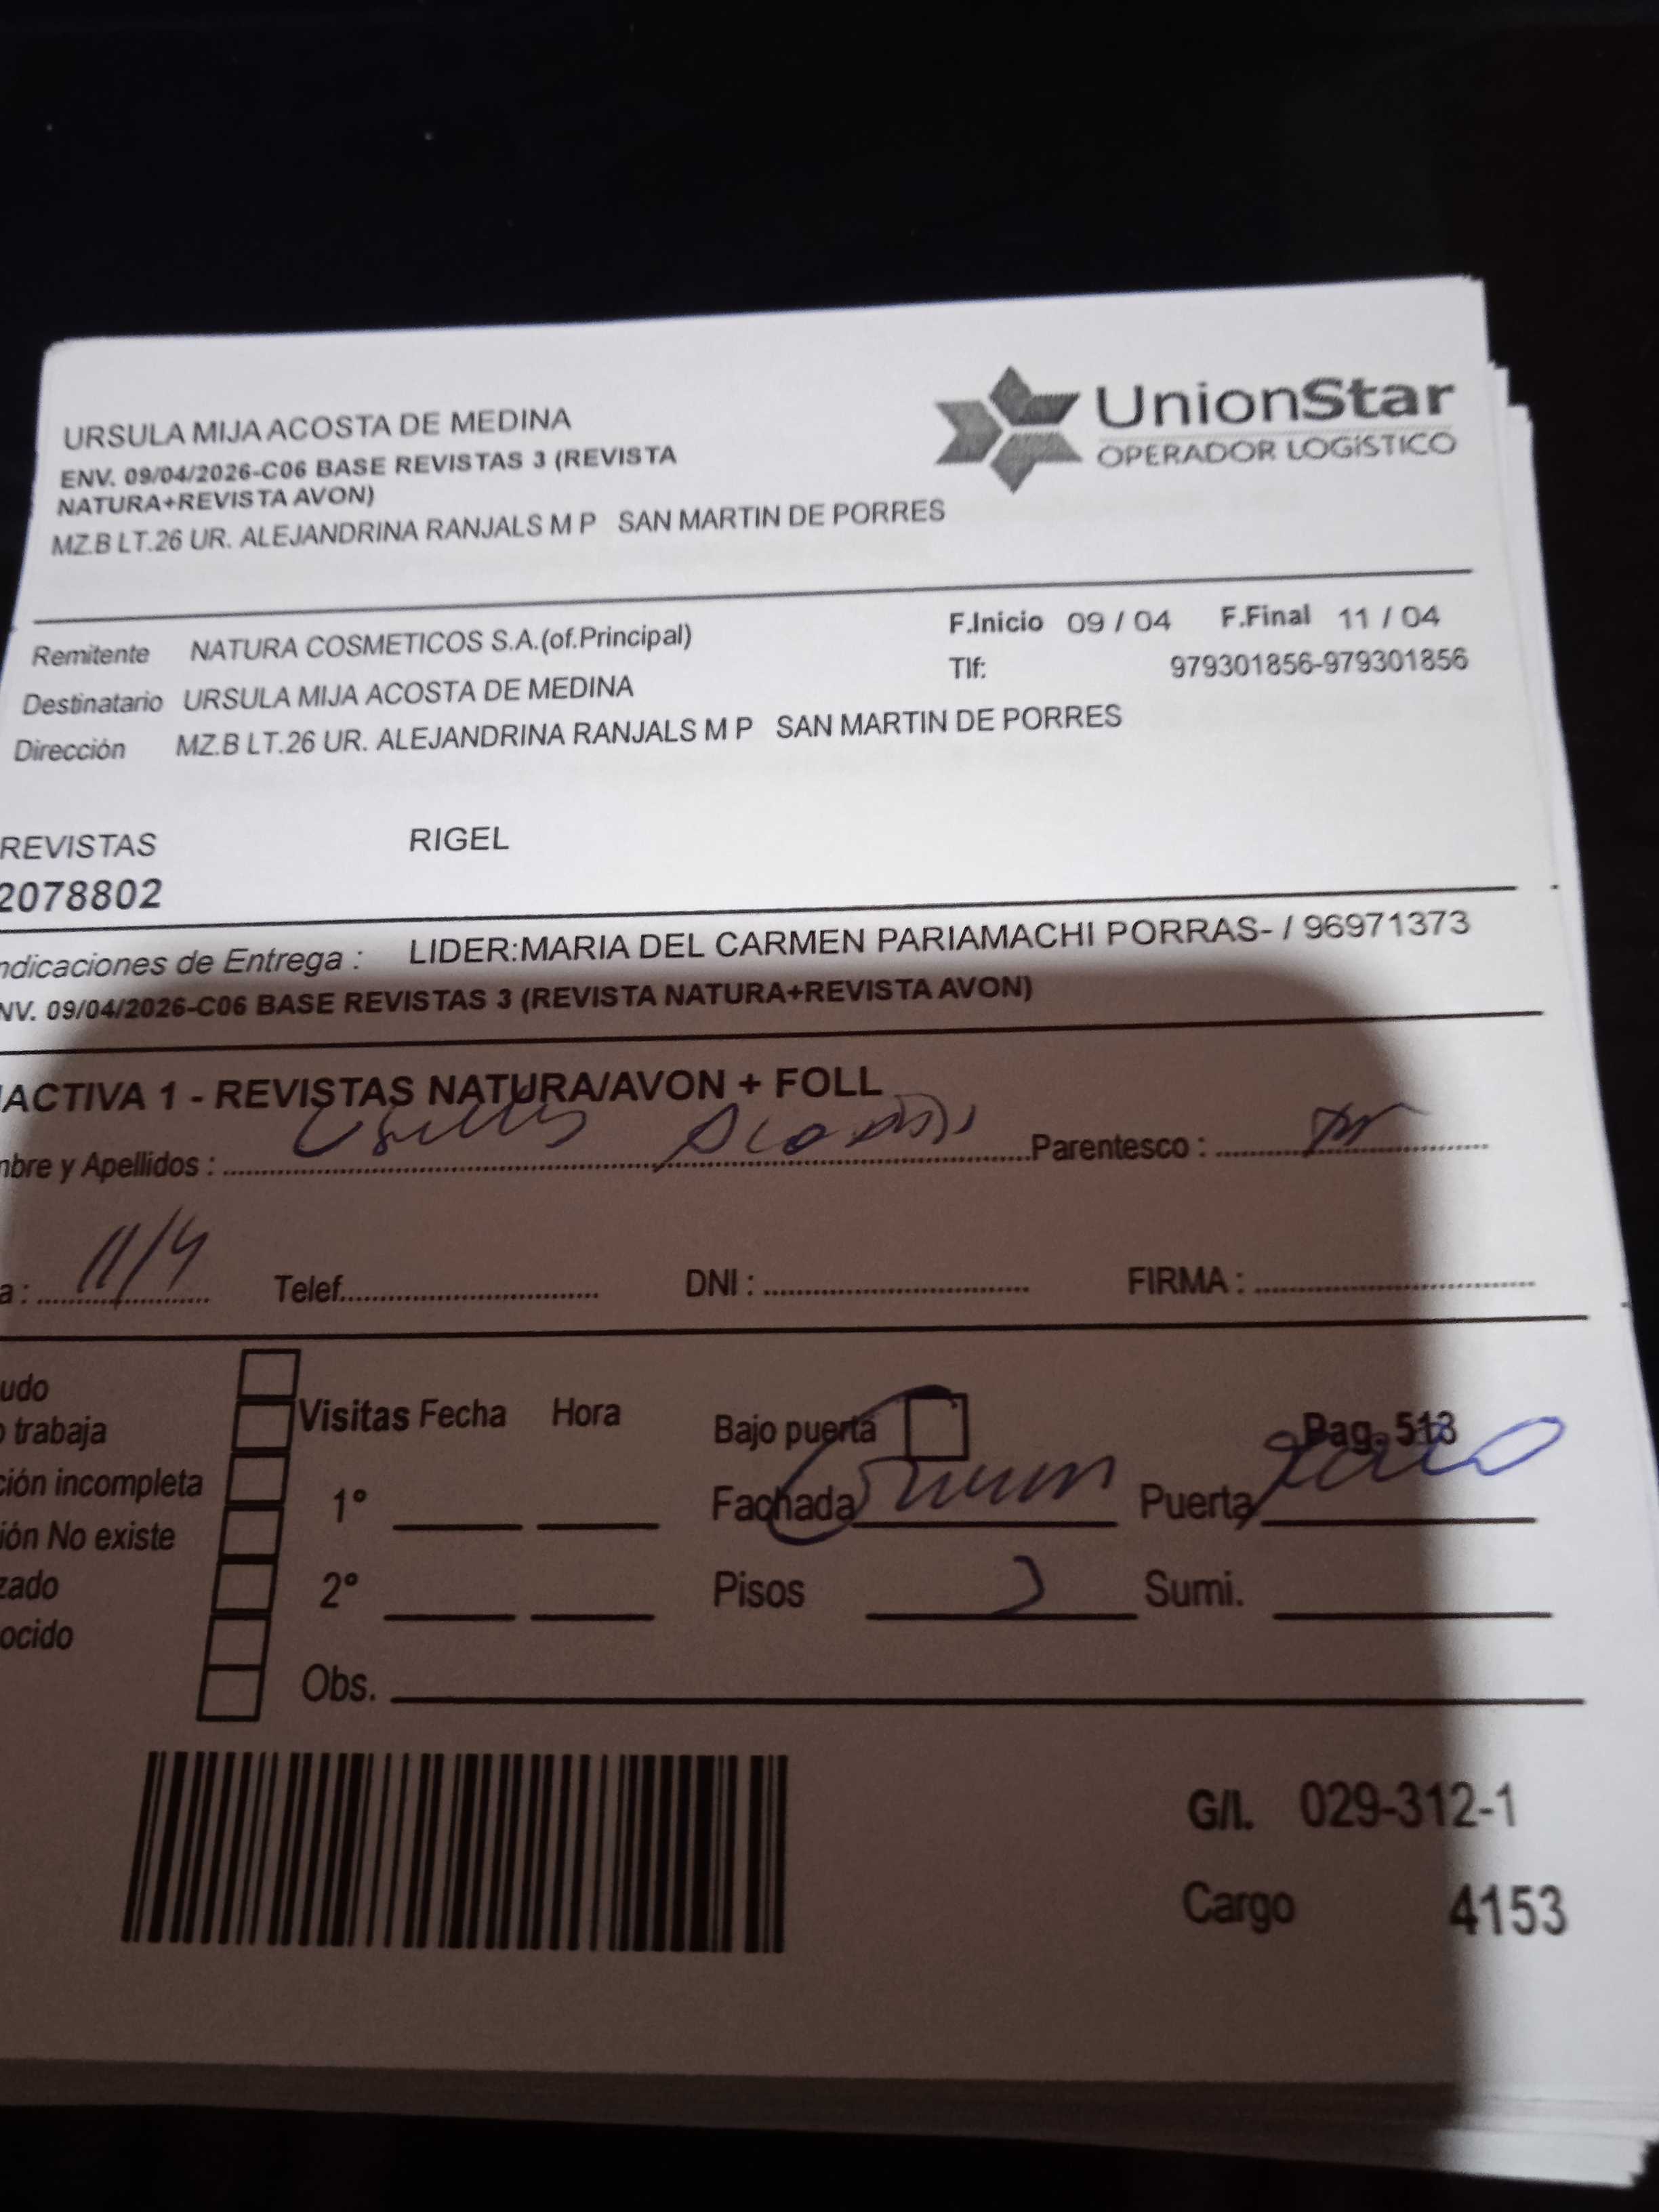 URSULA MIJA ACOSTA DE MEDINA
ENV. 09/04/2026-C06 BASE REVISTAS 3 (REVISTA
NATURA+REVISTA AVON)
MZ.B LT.26 UR. ALEJANDRINA RANJALS M P SAN MARTIN DE PORRES
UnionStar
OPERADOR LOGÍSTICO
Remitente NATURA COSMETICOS S.A.(of.Principal)
F.Inicio 09 / 04 F.Final 11 / 04
Destinatario URSULA MIJA ACOSTA DE MEDINA
Tlf: 979301856-979301856
Dirección MZ.B LT.26 UR. ALEJANDRINA RANJALS M P SAN MARTIN DE PORRES
REVISTAS RIGEL
2078802
ndicaciones de Entrega : LIDER:MARIA DEL CARMEN PARIAMACHI PORRAS- / 96971373
NV. 09/04/2026-C06 BASE REVISTAS 3 (REVISTA NATURA+REVISTA AVON)
ACTIVA 1 - REVISTAS NATURA/AVON + FOLL
mbre y Apellidos : Parentesco :
a : 11/4 Telef. DNI : FIRMA :
udo
o trabaja
ción incompleta
ión No existe
zado
ocido
Visitas Fecha Hora
1°
2°
Obs.
Bajo puerta Pag. 513
Fachada Puerta
Pisos Sumi.
G/I. 029-312-1
Cargo 4153